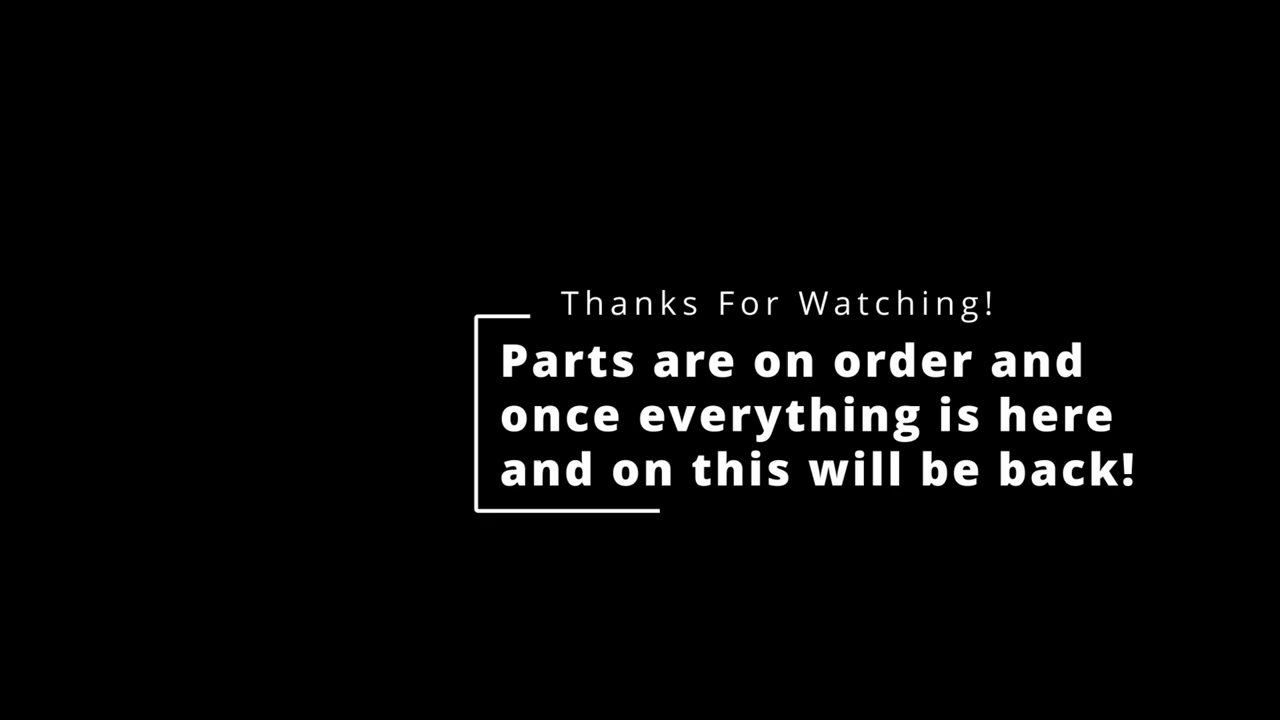 Thanks For Watching!
Parts are on order and
once everything is here
and on this will be back!